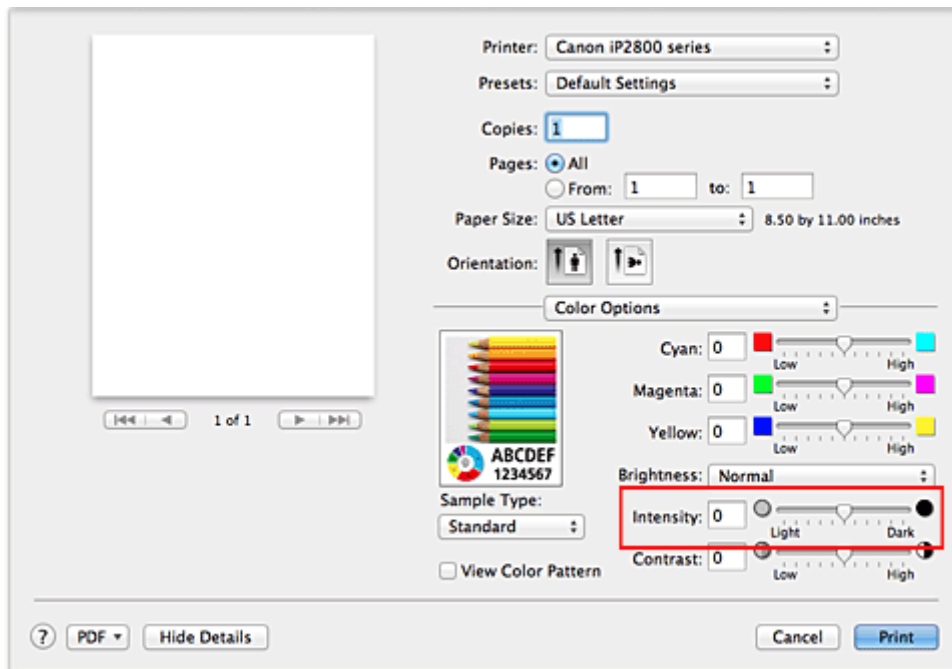 Printer: Canon iP2800 series
Presets: Default Settings
Copies: 1
Pages: All
From: 1 to: 1
Paper Size: US Letter 8.50 by 11.00 inches
Orientation:
Color Options
Cyan: 0
Low High
Magenta: 0
Low High
Yellow: 0
Low High
ABCDEF
1234567
Brightness: Normal
Sample Type:
Standard
Intensity: 0
Light Dark
View Color Pattern
Contrast: 0
Low High
1 of 1
? PDF Hide Details Cancel Print